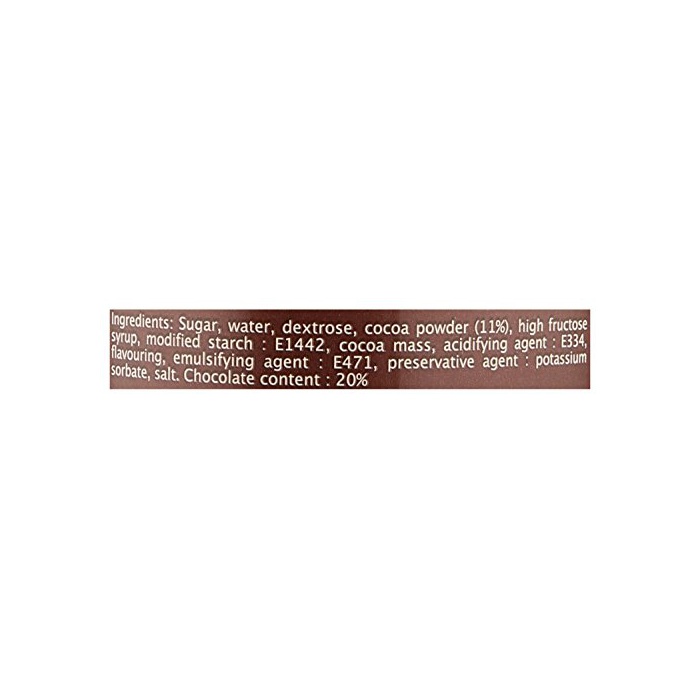 Ingredients: Sugar, water, dextrose, cocoa powder (11%), high fructose
syrup, modified starch : E1442, cocoa mass, acidifying agent : E334,
flavouring, emulsifying agent : E471, preservative agent : potassium
sorbate, salt. Chocolate content : 20%